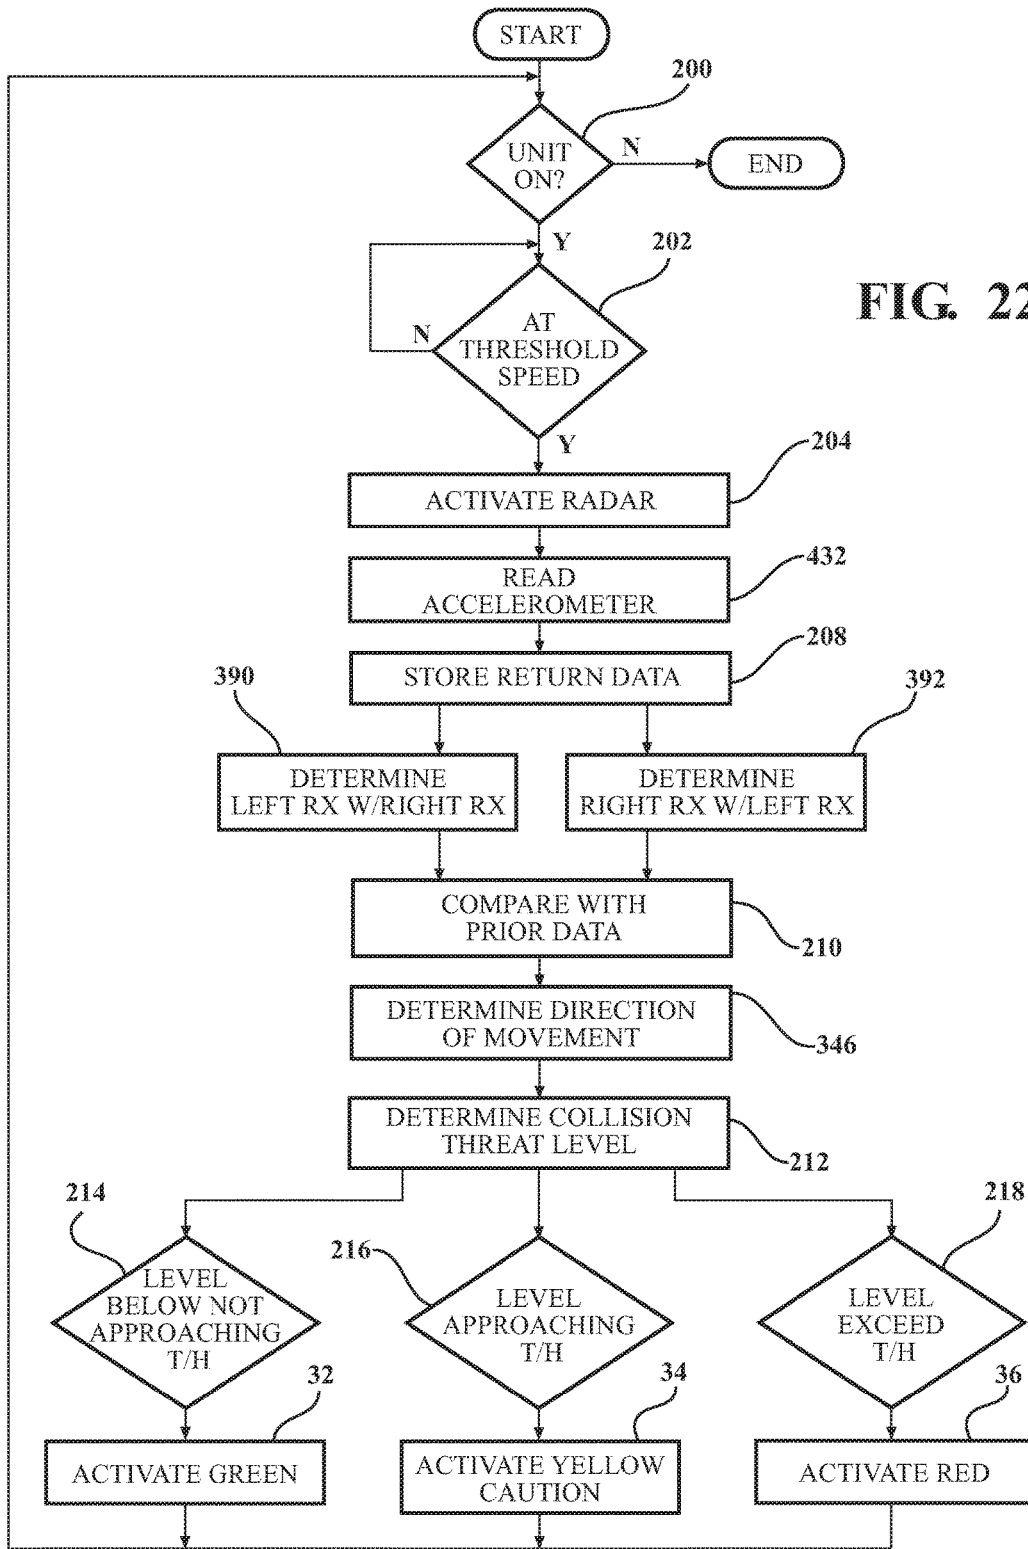 START
200
UNIT
ON?
N
END
Y
202
FIG. 22
AT
THRESHOLD
SPEED
N
Y
204
ACTIVATE RADAR
432
READ
ACCELEROMETER
208
STORE RETURN DATA
390
392
DETERMINE
LEFT RX W/RIGHT RX
DETERMINE
RIGHT RX W/LEFT RX
COMPARE WITH
PRIOR DATA
210
DETERMINE DIRECTION
OF MOVEMENT
346
DETERMINE COLLISION
THREAT LEVEL
212
214
216
218
LEVEL
BELOW NOT
APPROACHING
T/H
LEVEL
APPROACHING
T/H
LEVEL
EXCEED
T/H
32
34
36
ACTIVATE GREEN
ACTIVATE YELLOW
CAUTION
ACTIVATE RED